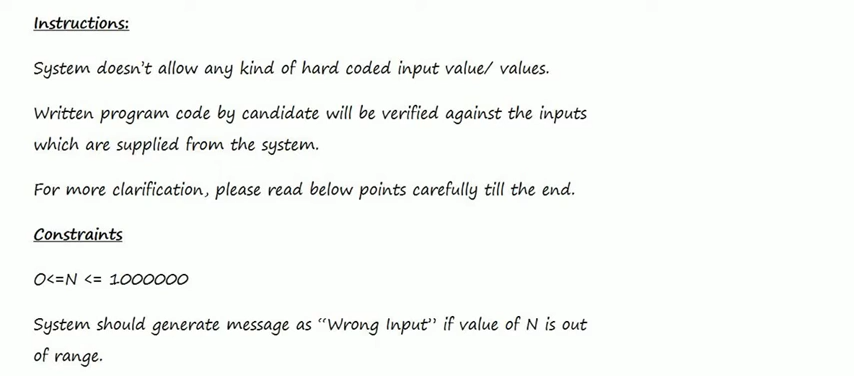 Instructions:
System doesn't allow any kind of hard coded input value/ values.
Written program code by candidate will be verified against the inputs
which are supplied from the system.
For more clarification, please read below points carefully till the end.
Constraints
0<=N <= 1000000
System should generate message as “Wrong Input” if value of N is out
of range.